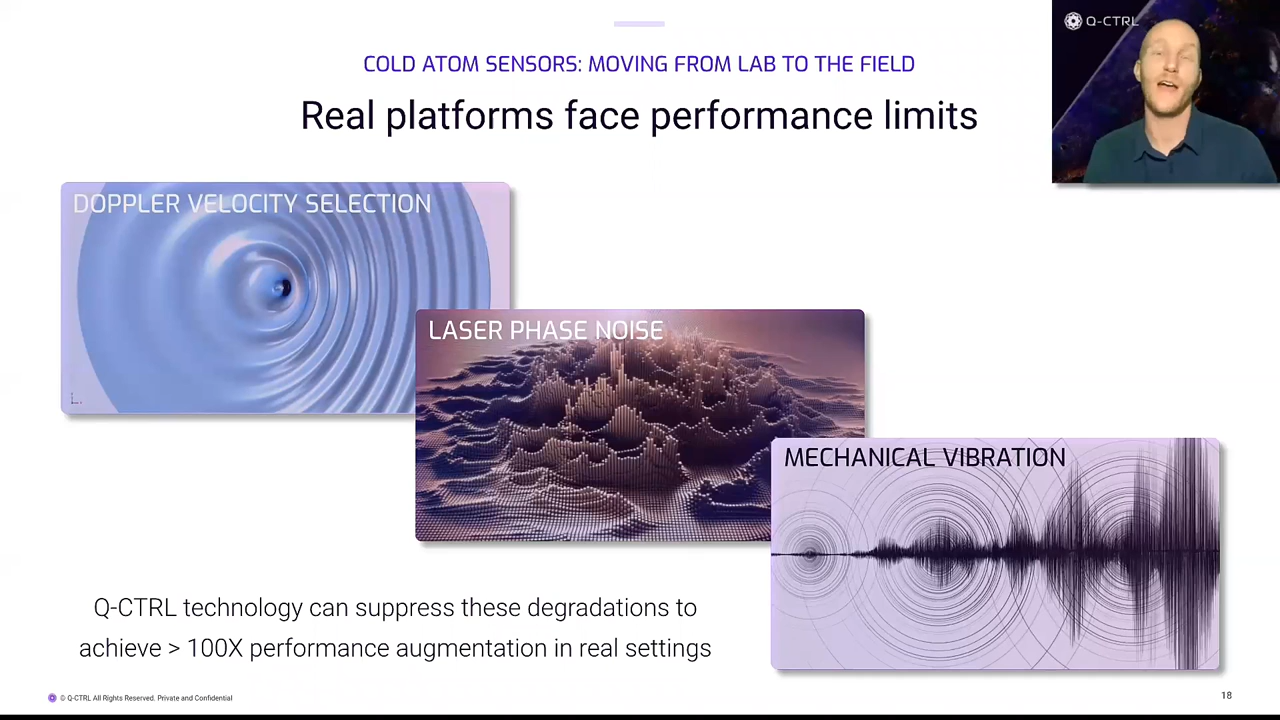 Q-CTRL
COLD ATOM SENSORS: MOVING FROM LAB TO THE FIELD
Real platforms face performance limits
DOPPLER VELOCITY SELECTION
LASER PHASE NOISE
MECHANICAL VIBRATION
Q-CTRL technology can suppress these degradations to
achieve > 100X performance augmentation in real settings
© Q-CTRL All Rights Reserved. Private and Confidential
18